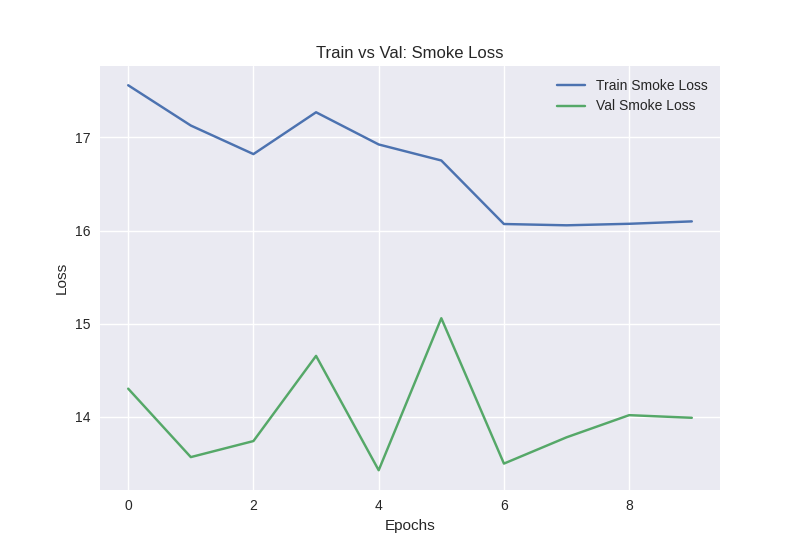 Train vs Val: Smoke Loss
Train Smoke Loss
Val Smoke Loss
17
16
15
14
Loss
0 2 4 6 8
Epochs